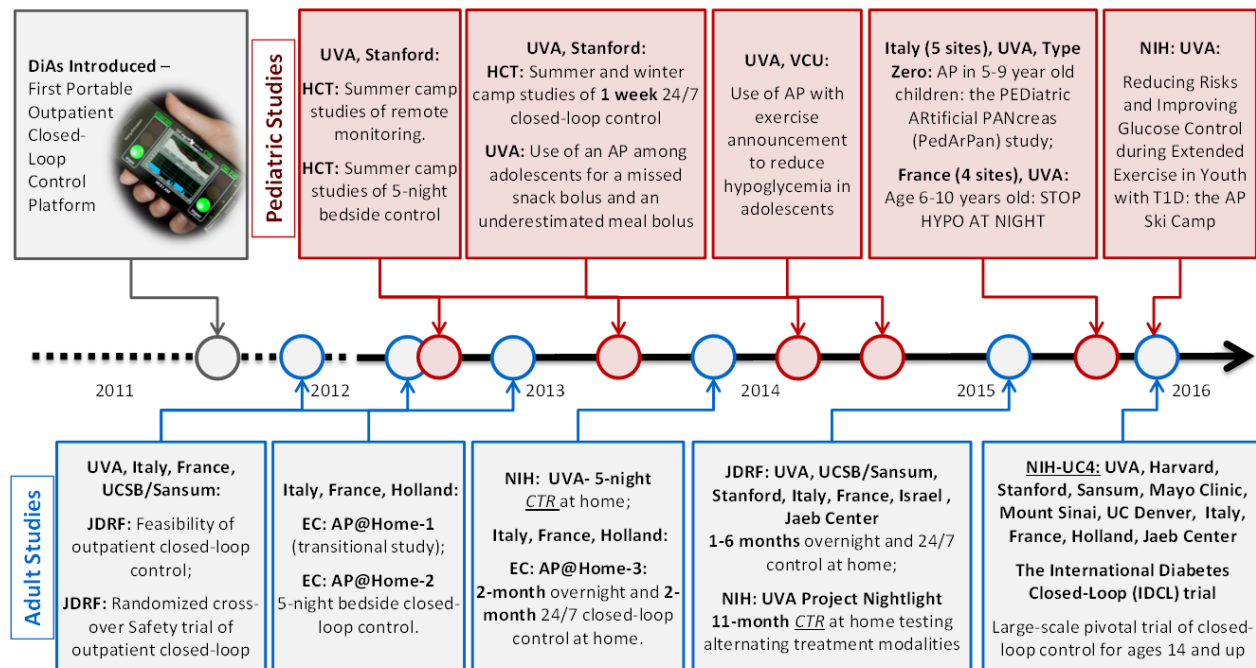 DiAs Introduced –
First Portable
Outpatient
Closed-
Loop
Control
Platform
Pediatric Studies
UVA, Stanford:
HCT: Summer camp
studies of remote
monitoring.
HCT: Summer camp
studies of 5-night
bedside control
UVA, Stanford:
HCT: Summer and winter
camp studies of 1 week 24/7
closed-loop control
UVA: Use of an AP among
adolescents for a missed
snack bolus and an
underestimated meal bolus
UVA, VCU:
Use of AP with
exercise
announcement
to reduce
hypoglycemia in
adolescents
Italy (5 sites), UVA, Type
Zero: AP in 5-9 year old
children: the PEDiatric
ARtificial PANcreas
(PedArPan) study;
France (4 sites), UVA:
Age 6-10 years old: STOP
HYPO AT NIGHT
NIH: UVA:
Reducing Risks
and Improving
Glucose Control
during Extended
Exercise in Youth
with T1D: the AP
Ski Camp
2011
2012
2013
2014
2015
2016
Adult Studies
UVA, Italy, France,
UCSB/Sansum:
JDRF: Feasibility of
outpatient closed-loop
control;
JDRF: Randomized cross-
over Safety trial of
outpatient closed-loop
Italy, France, Holland:
EC: AP@Home-1
(transitional study);
EC: AP@Home-2
5-night bedside closed-
loop control.
NIH: UVA- 5-night
CTR at home;
Italy, France, Holland:
EC: AP@Home-3:
2-month overnight and 2-
month 24/7 closed-loop
control at home.
JDRF: UVA, UCSB/Sansum,
Stanford, Italy, France, Israel ,
Jaeb Center
1-6 months overnight and 24/7
control at home;
NIH: UVA Project Nightlight
11-month CTR at home testing
alternating treatment modalities
NIH-UC4: UVA, Harvard,
Stanford, Sansum, Mayo Clinic,
Mount Sinai, UC Denver, Italy,
France, Holland, Jaeb Center
The International Diabetes
Closed-Loop (IDCL) trial
Large-scale pivotal trial of closed-
loop control for ages 14 and up